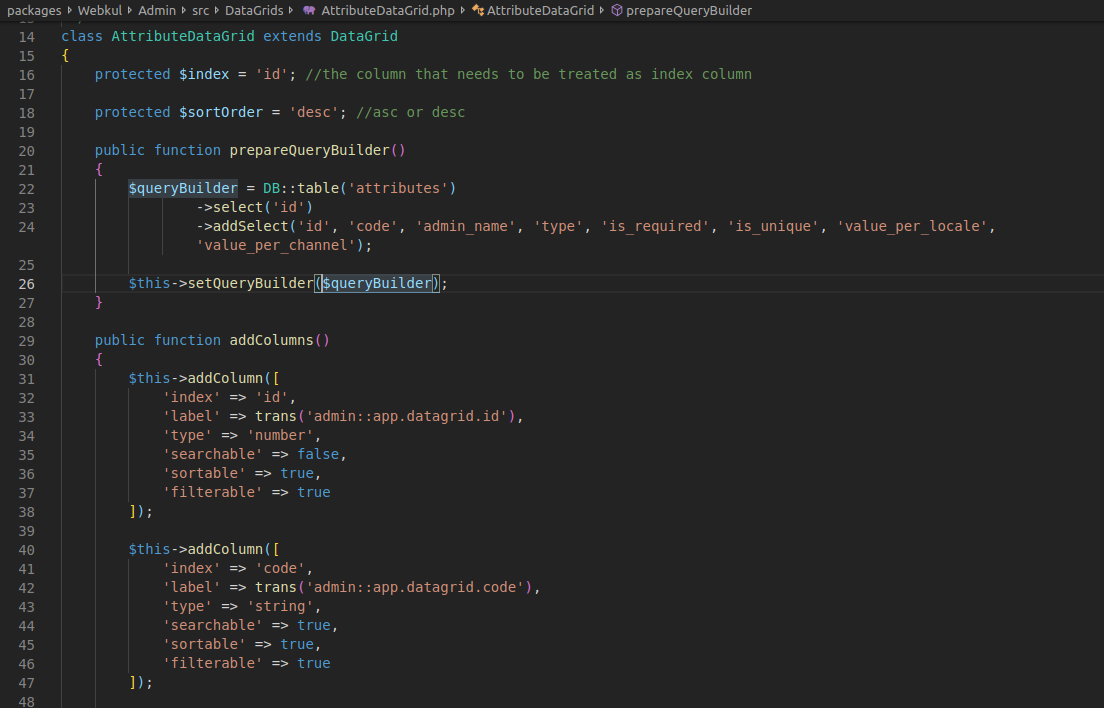 packages > Webkul > Admin > src > DataGrids > AttributeDataGrid.php > AttributeDataGrid > prepareQueryBuilder
14 class AttributeDataGrid extends DataGrid
15 {
16 protected $index = 'id'; //the column that needs to be treated as index column
17
18 protected $sortOrder = 'desc'; //asc or desc
19
20 public function prepareQueryBuilder()
21 {
22 $queryBuilder = DB::table('attributes')
23 ->select('id')
24 ->addSelect('id', 'code', 'admin_name', 'type', 'is_required', 'is_unique', 'value_per_locale',
'value_per_channel');
25
26 $this->setQueryBuilder($queryBuilder);
27 }
28
29 public function addColumns()
30 {
31 $this->addColumn([
32 'index' => 'id',
33 'label' => trans('admin::app.datagrid.id'),
34 'type' => 'number',
35 'searchable' => false,
36 'sortable' => true,
37 'filterable' => true
38 ]);
39
40 $this->addColumn([
41 'index' => 'code',
42 'label' => trans('admin::app.datagrid.code'),
43 'type' => 'string',
44 'searchable' => true,
45 'sortable' => true,
46 'filterable' => true
47 ]);
48